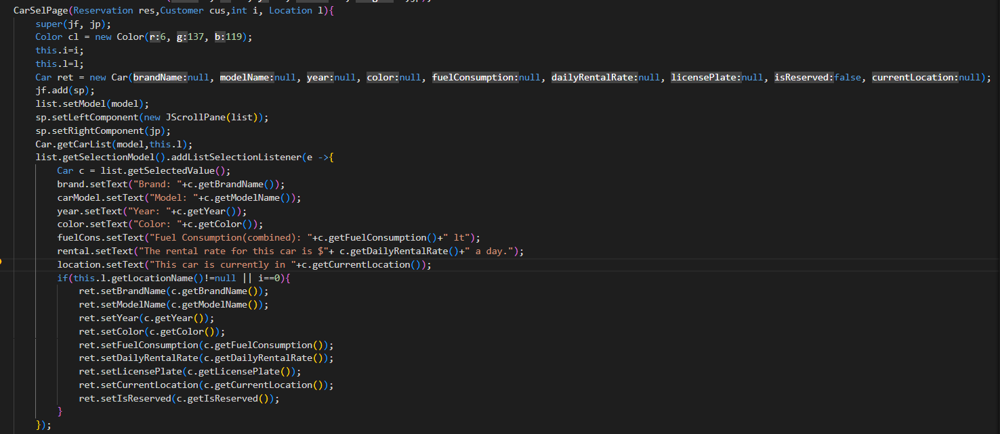 CarSelPage(Reservation res,Customer cus,int i, Location l){
super(jf, jp);
Color cl = new Color(r:6, g:137, b:119);
this.i=i;
this.l=l;
Car ret = new Car(brandName:null, modelName:null, year:null, color:null, fuelConsumption:null, dailyRentalRate:null, licensePlate:null, isReserved:false, currentLocation:null);
jf.add(sp);
list.setModel(model);
sp.setLeftComponent(new JScrollPane(list));
sp.setRightComponent(jp);
Car.getCarList(model,this.l);
list.getSelectionModel().addListSelectionListener(e ->{
Car c = list.getSelectedValue();
brand.setText("Brand: "+c.getBrandName());
carModel.setText("Model: "+c.getModelName());
year.setText("Year: "+c.getYear());
color.setText("Color: "+c.getColor());
fuelCons.setText("Fuel Consumption(combined): "+c.getFuelConsumption()+" lt");
rental.setText("The rental rate for this car is $"+ c.getDailyRentalRate()+" a day.");
location.setText("This car is currently in "+c.getCurrentLocation());
if(this.l.getLocationName()!=null || i==0){
ret.setBrandName(c.getBrandName());
ret.setModelName(c.getModelName());
ret.setYear(c.getYear());
ret.setColor(c.getColor());
ret.setFuelConsumption(c.getFuelConsumption());
ret.setDailyRentalRate(c.getDailyRentalRate());
ret.setLicensePlate(c.getLicensePlate());
ret.setCurrentLocation(c.getCurrentLocation());
ret.setIsReserved(c.getIsReserved());
}
});